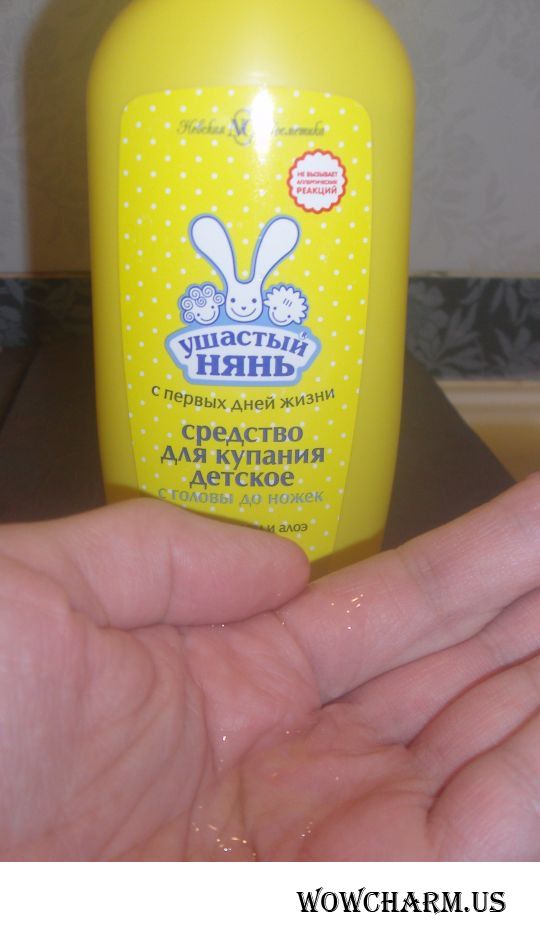 Невская Косметика
НЕ ВЫЗЫВАЕТ
АЛЛЕРГИЧЕСКИХ
РЕАКЦИЙ
ушастый
нянь
с первых дней жизни
средство
для купания
детское
с головы до ножек
и алоэ
WOWCHARM.US